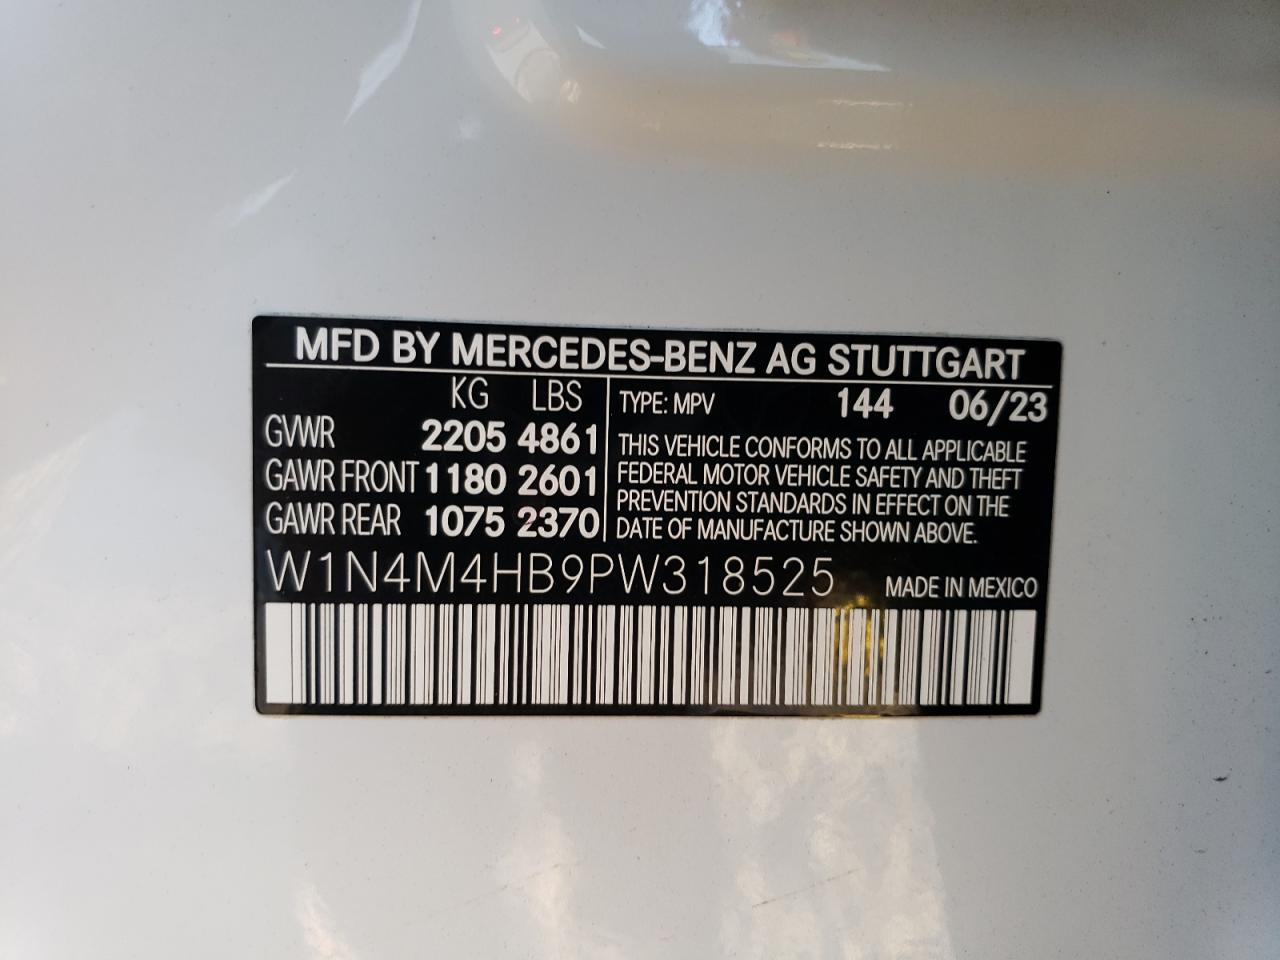 MFD BY MERCEDES-BENZ AG STUTTGART
KG LBS
GVWR 2205 4861
GAWR FRONT 1180 2601
GAWR REAR 1075 2370
TYPE: MPV 144 06/23
THIS VEHICLE CONFORMS TO ALL APPLICABLE
FEDERAL MOTOR VEHICLE SAFETY AND THEFT
PREVENTION STANDARDS IN EFFECT ON THE
DATE OF MANUFACTURE SHOWN ABOVE.
W1N4M4HB9PW318525 MADE IN MEXICO